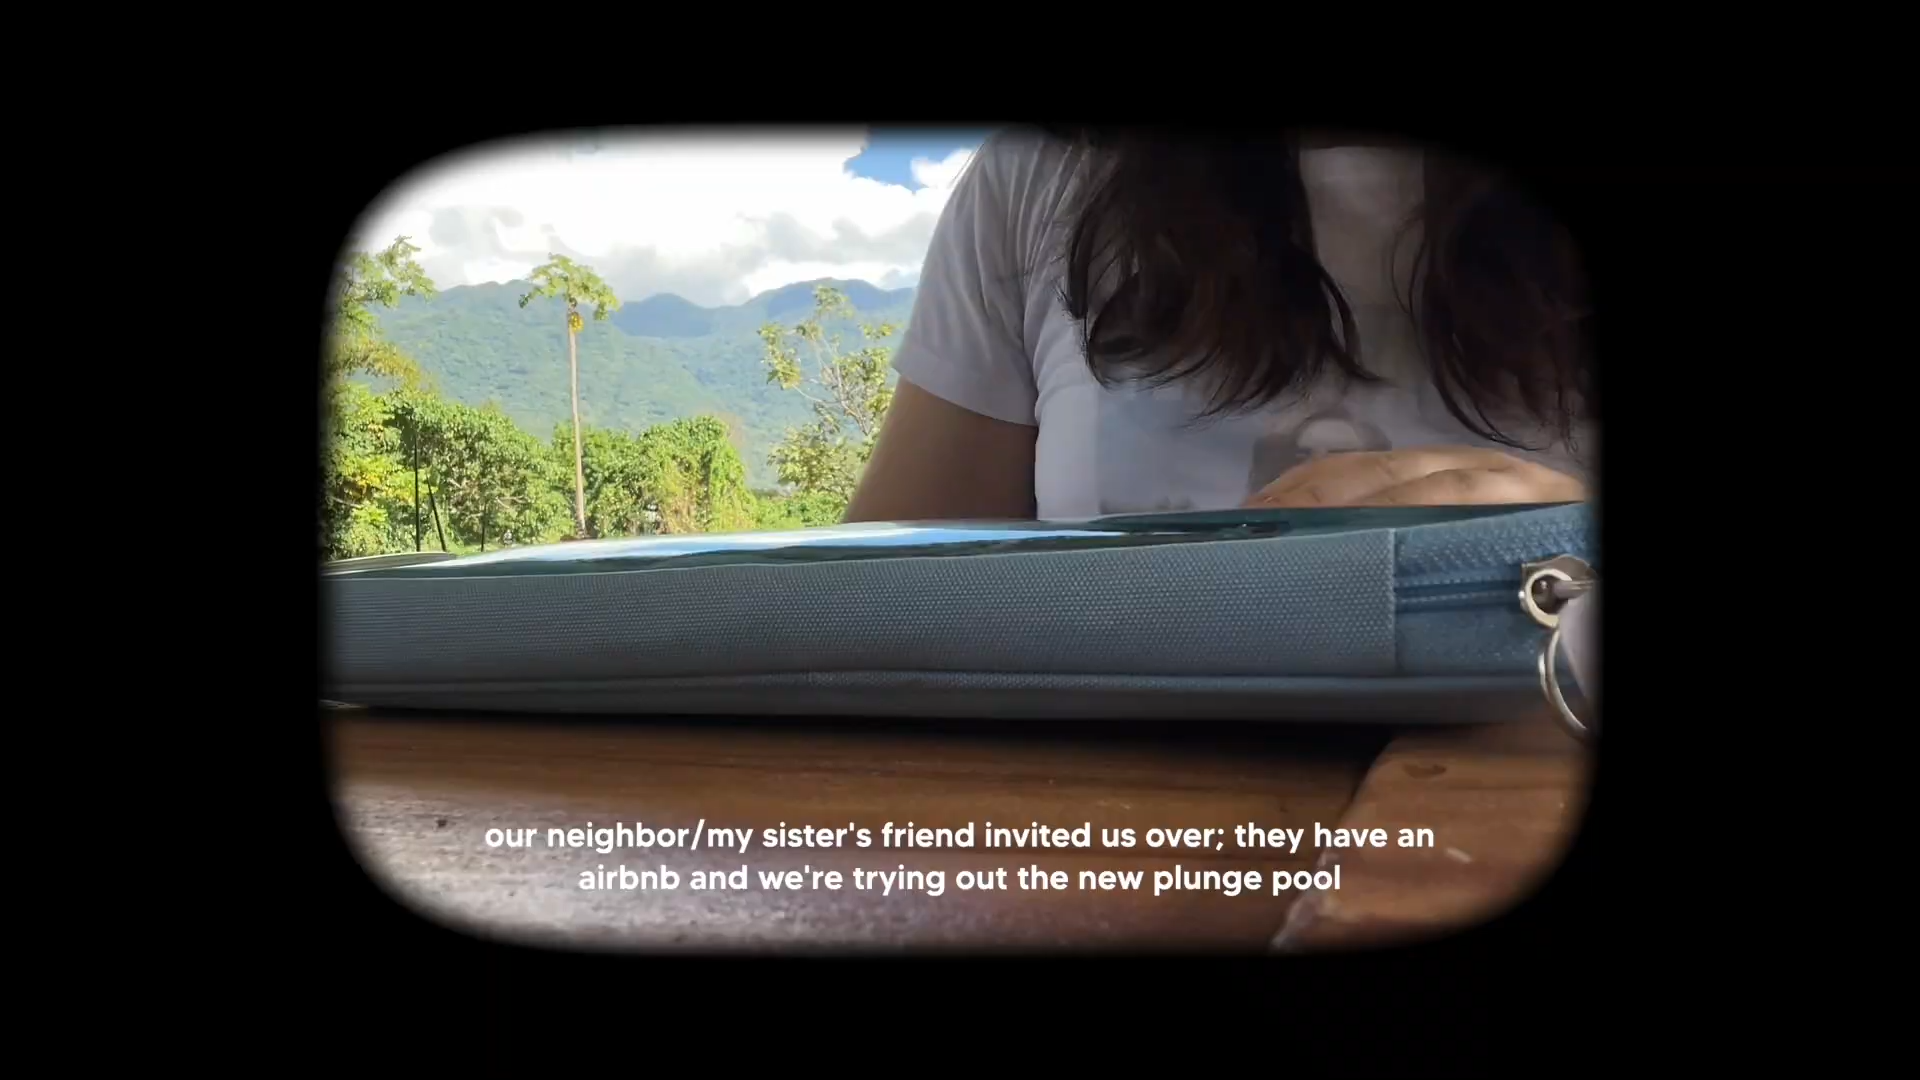 our neighbor/my sister's friend invited us over; they have an
airbnb and we're trying out the new plunge pool